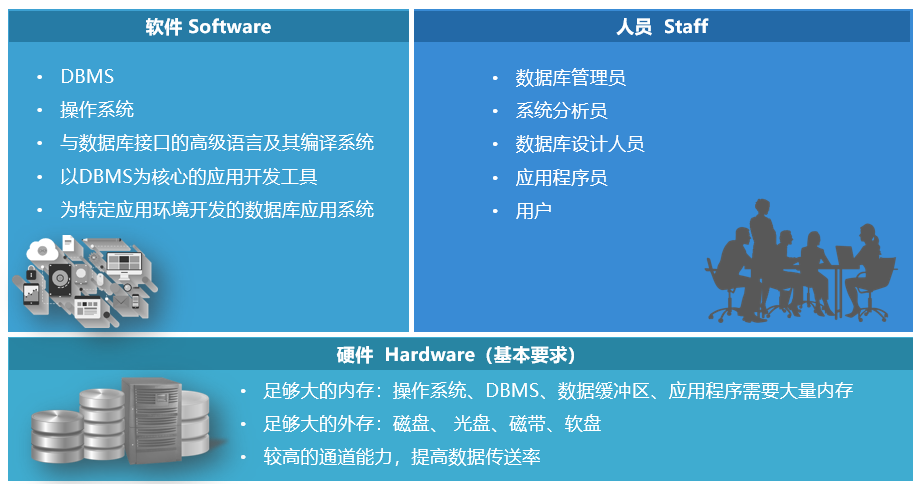 软件 Software
• DBMS
• 操作系统
• 与数据库接口的高级语言及其编译系统
• 以DBMS为核心的应用开发工具
• 为特定应用环境开发的数据库应用系统
人员 Staff
• 数据库管理员
• 系统分析员
• 数据库设计人员
• 应用程序员
• 用户
硬件 Hardware（基本要求）
• 足够大的内存：操作系统、DBMS、数据缓冲区、应用程序需要大量内存
• 足够大的外存：磁盘、 光盘、磁带、软盘
• 较高的通道能力，提高数据传送率